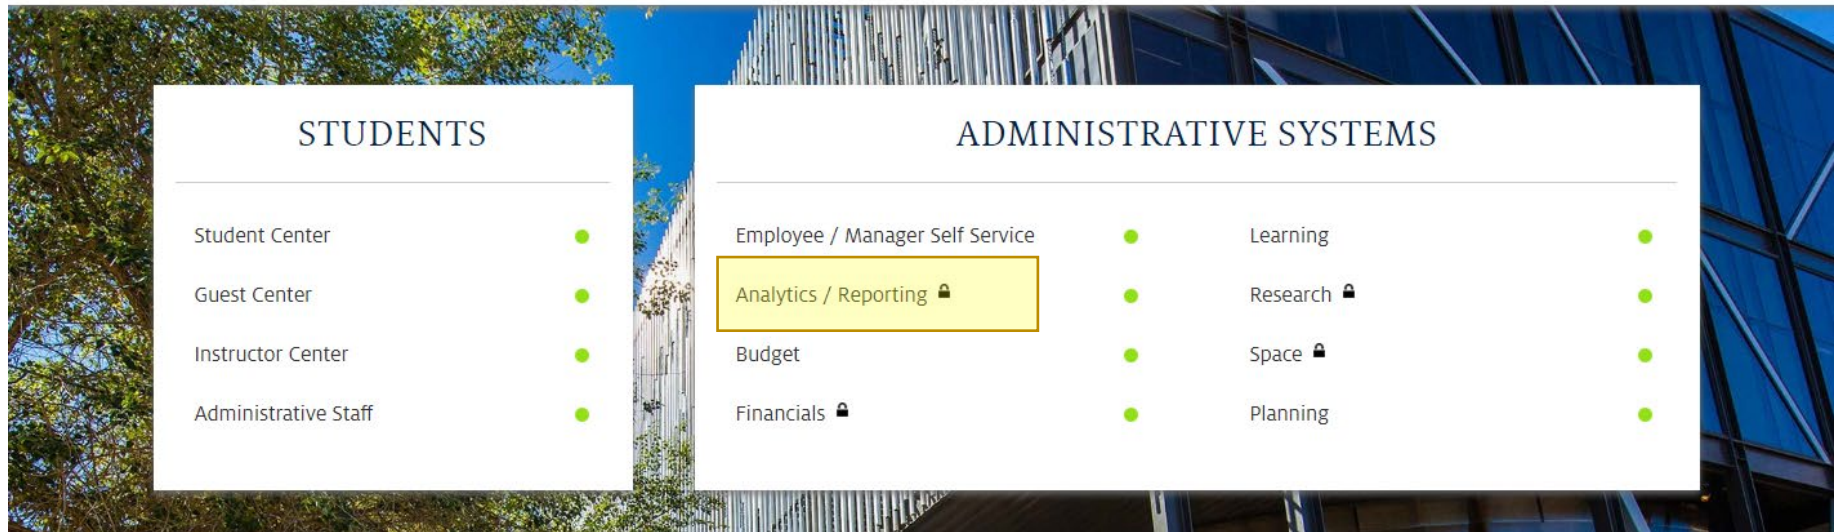 STUDENTS
Student Center
Guest Center
Instructor Center
Administrative Staff
ADMINISTRATIVE SYSTEMS
Employee / Manager Self Service
Analytics / Reporting
Budget
Financials
Learning
Research
Space
Planning